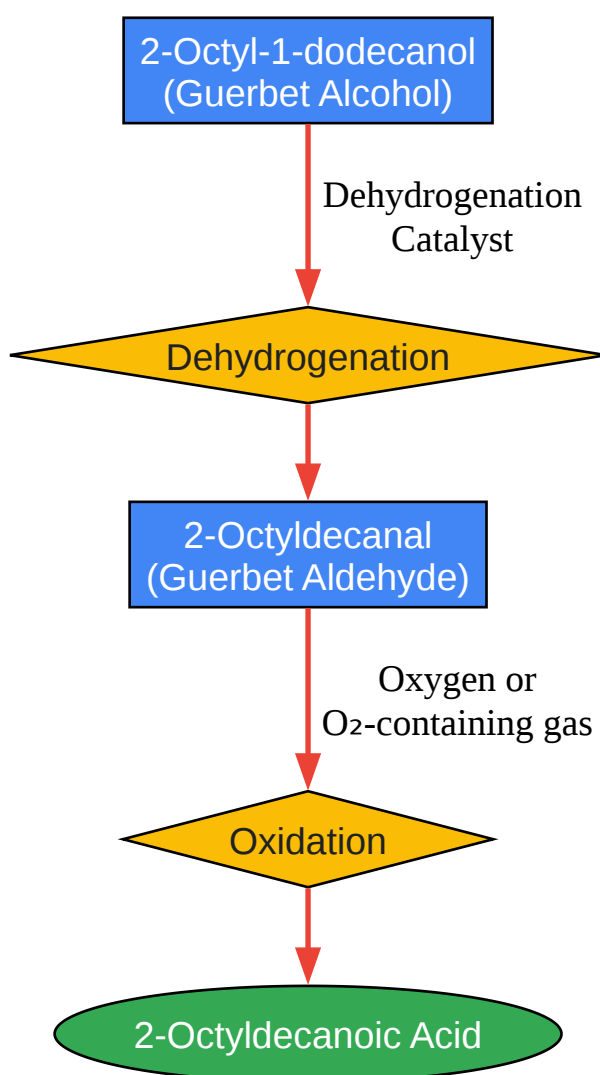 2-Octyl-1-dodecanol
(Guerbet Alcohol)
Dehydrogenation
Catalyst
Dehydrogenation
2-Octyldecanal
(Guerbet Aldehyde)
Oxygen or
O₂-containing gas
Oxidation
2-Octyldecanoic Acid